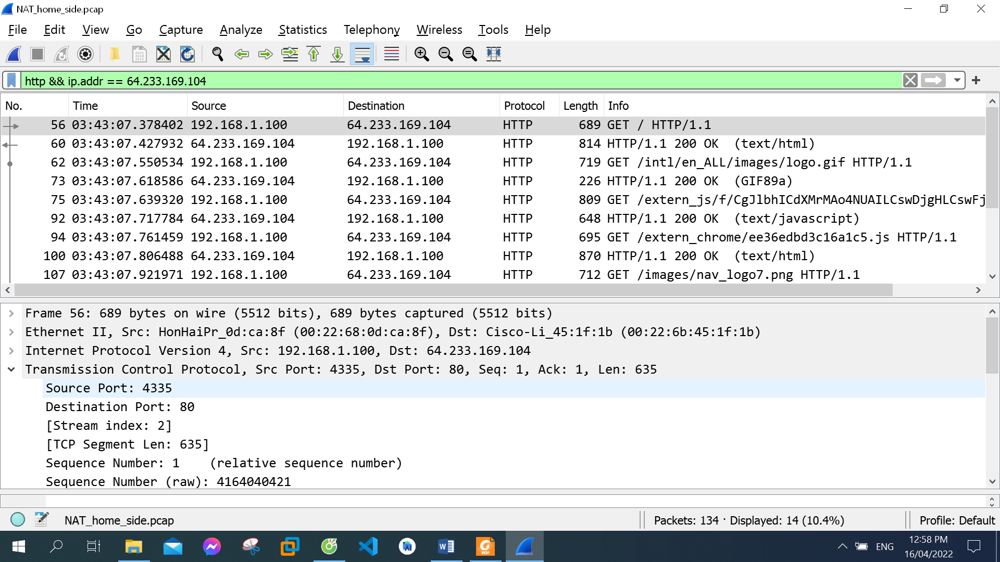 NAT_home_side.pcap
File Edit View Go Capture Analyze Statistics Telephony Wireless Tools Help
http && ip.addr == 64.233.169.104
No. Time Source Destination Protocol Length Info
56 03:43:07.378402 192.168.1.100 64.233.169.104 HTTP 689 GET / HTTP/1.1
60 03:43:07.427932 64.233.169.104 192.168.1.100 HTTP 814 HTTP/1.1 200 OK (text/html)
62 03:43:07.550534 192.168.1.100 64.233.169.104 HTTP 719 GET /intl/en_ALL/images/logo.gif HTTP/1.1
73 03:43:07.618586 64.233.169.104 192.168.1.100 HTTP 226 HTTP/1.1 200 OK (GIF89a)
75 03:43:07.639320 192.168.1.100 64.233.169.104 HTTP 809 GET /extern_js/f/CgJlbhICdXMrMAo4NUAILCswDjgHLCswFj
92 03:43:07.717784 64.233.169.104 192.168.1.100 HTTP 648 HTTP/1.1 200 OK (text/javascript)
94 03:43:07.761459 192.168.1.100 64.233.169.104 HTTP 695 GET /extern_chrome/ee36edbd3c16a1c5.js HTTP/1.1
100 03:43:07.806488 64.233.169.104 192.168.1.100 HTTP 870 HTTP/1.1 200 OK (text/html)
107 03:43:07.921971 192.168.1.100 64.233.169.104 HTTP 712 GET /images/nav_logo7.png HTTP/1.1
Frame 56: 689 bytes on wire (5512 bits), 689 bytes captured (5512 bits)
Ethernet II, Src: HonHaiPr_0d:ca:8f (00:22:68:0d:ca:8f), Dst: Cisco-Li_45:1f:1b (00:22:6b:45:1f:1b)
Internet Protocol Version 4, Src: 192.168.1.100, Dst: 64.233.169.104
Transmission Control Protocol, Src Port: 4335, Dst Port: 80, Seq: 1, Ack: 1, Len: 635
Source Port: 4335
Destination Port: 80
[Stream index: 2]
[TCP Segment Len: 635]
Sequence Number: 1 (relative sequence number)
Sequence Number (raw): 4164040421
NAT_home_side.pcap
Packets: 134 · Displayed: 14 (10.4%)
Profile: Default
ENG
12:58 PM
16/04/2022